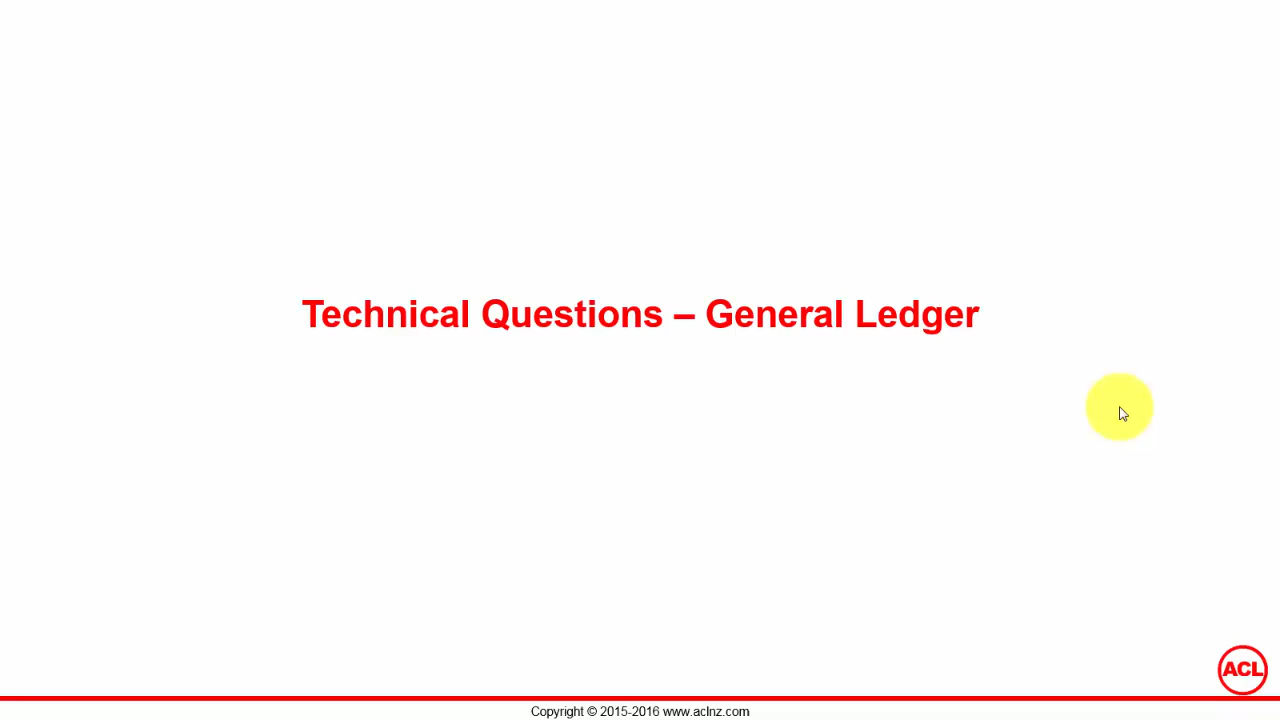 Technical Questions – General Ledger
ACL
Copyright © 2015-2016 www.aclnz.com